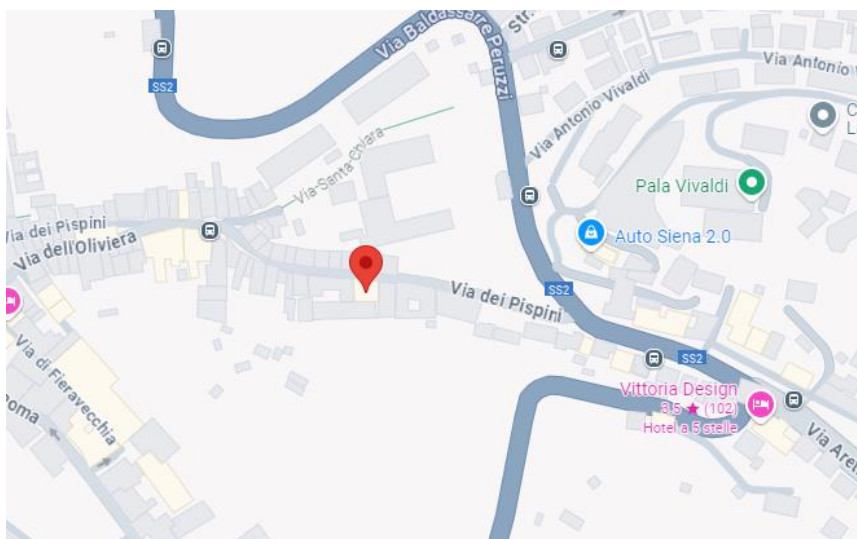 Via Baldassarre Peruzzi
Str.
SS2
Via Antonio Vivaldi
Via Antonio V
C
L
Pala Vivaldi
Via Santa Chiara
Via dei Pispini
Via dell'Oliviera
Auto Siena 2.0
SS2
Via dei Pispini
SS2
Via di Fieravecchia
oma
Vittoria Design
3,5 ★ (102)
Hotel a 5 stelle
Via Aret